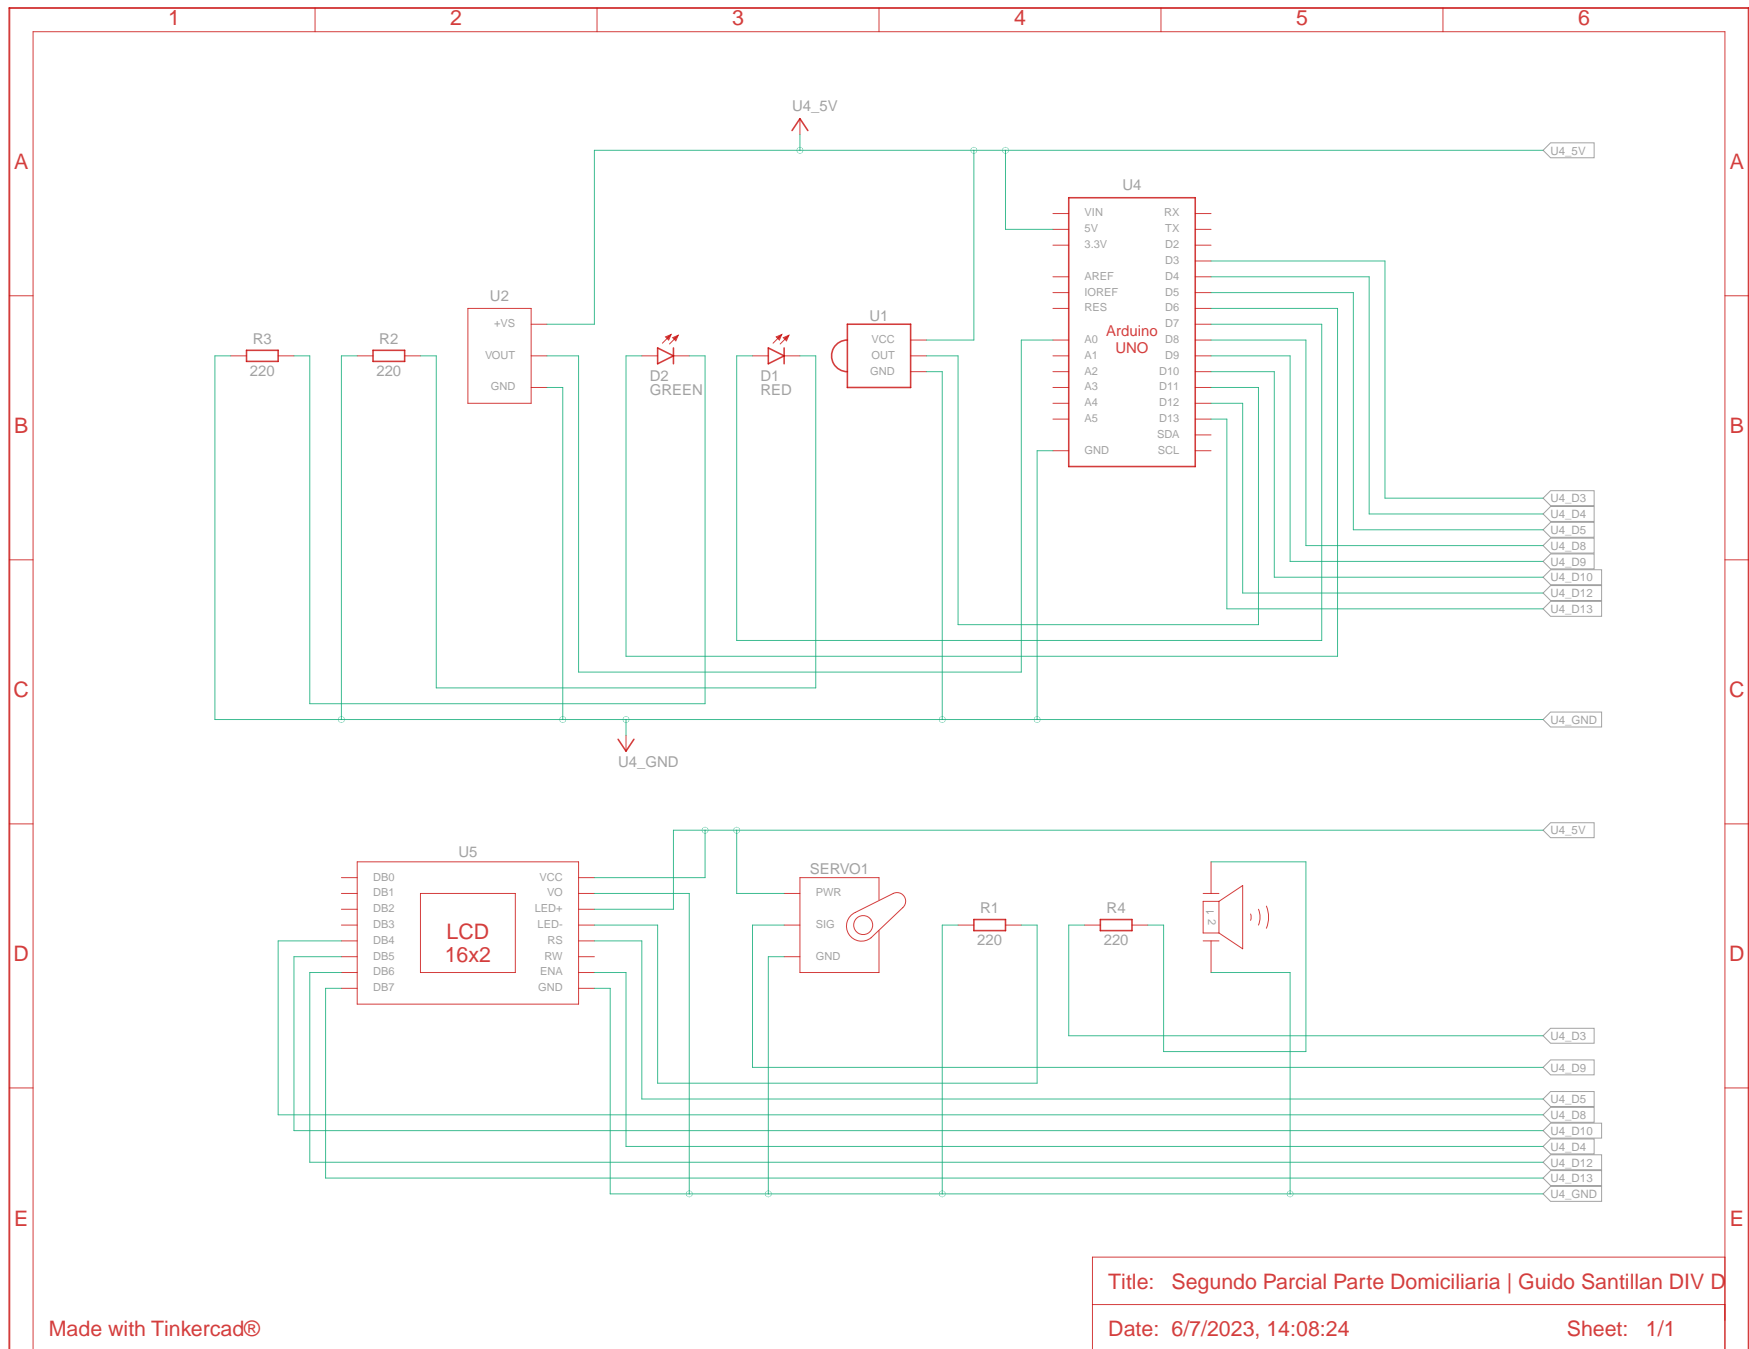 1 2 3 4 5 6
U4_5V
A U4_5V A
U4
VIN RX
5V TX
3.3V D2
D3
AREF D4
IOREF D5
RES D6
D7
A0 D8
A1 D9
A2 D10
A3 D11
A4 D12
A5 D13
SDA
GND SCL
Arduino
UNO
U2
+VS
VOUT
GND
R3
220
R2
220
D2
GREEN
D1
RED
U1
VCC
OUT
GND
B B
U4_D3
U4_D4
U4_D5
U4_D8
U4_D9
U4_D10
U4_D12
U4_D13
C C
U4_GND
U4_GND
U4_5V
U5
DB0 VCC
DB1 VO
DB2 LED+
DB3 LED-
DB4 RS
DB5 RW
DB6 ENA
DB7 GND
LCD
16x2
SERVO1
PWR
SIG
GND
R1
220
R4
220
1 2
D D
U4_D3
U4_D9
U4_D5
U4_D8
U4_D10
U4_D4
U4_D12
U4_D13
U4_GND
E E
Title: Segundo Parcial Parte Domiciliaria | Guido Santillan DIV D
Made with Tinkercad®
Date: 6/7/2023, 14:08:24 Sheet: 1/1